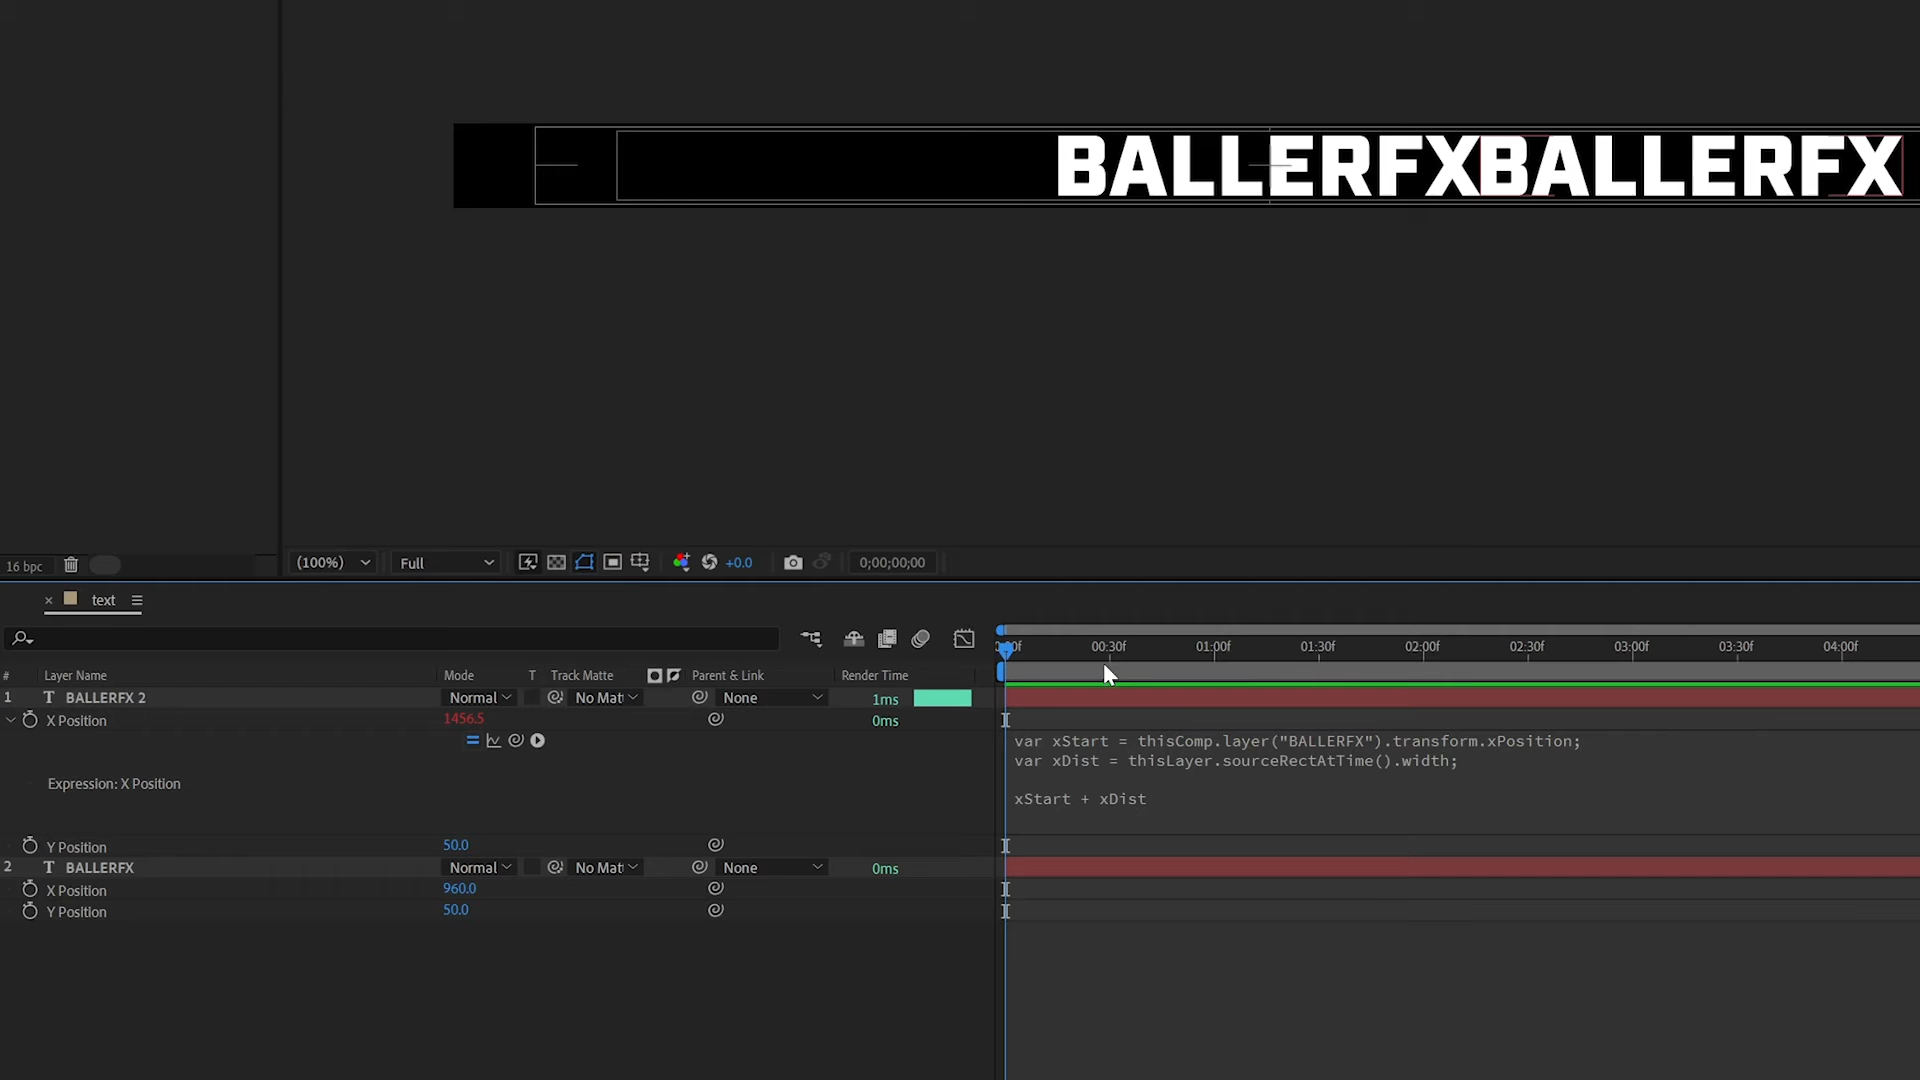 BALLERFXBALLERFX
16 bpc
(100%)
Full
+0.0
0;00;00;00
text
00:30f 01:00f 01:30f 02:00f 02:30f 03:00f 03:30f 04:00f
# Layer Name Mode T Track Matte Parent & Link Render Time
1 T BALLERFX 2 Normal No Mat None 1ms
X Position 1456.5 0ms
var xStart = thisComp.layer("BALLERFX").transform.xPosition;
var xDist = thisLayer.sourceRectAtTime().width;
Expression: X Position
xStart + xDist
Y Position 50.0
2 T BALLERFX Normal No Mat None 0ms
X Position 960.0
Y Position 50.0